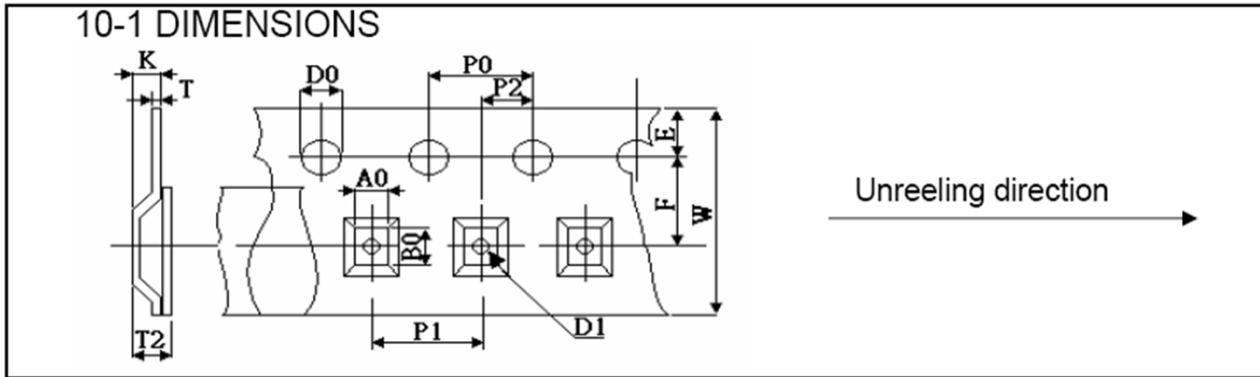 10-1 DIMENSIONS
K
P0
D0
T
P2
E
A0
Unreeling direction
F
W
B0
D1
P1
T2